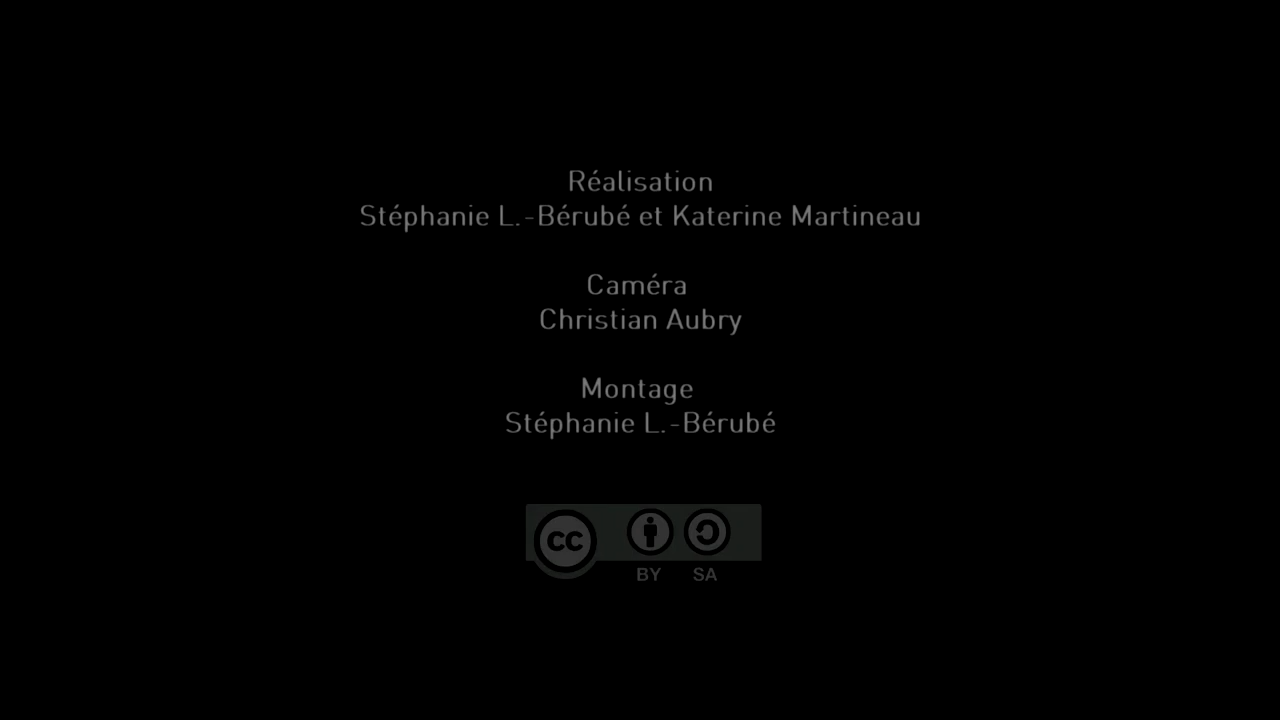 Réalisation
Stéphanie L.-Bérubé et Katerine Martineau
Caméra
Christian Aubry
Montage
Stéphanie L.-Bérubé
cc
BY SA